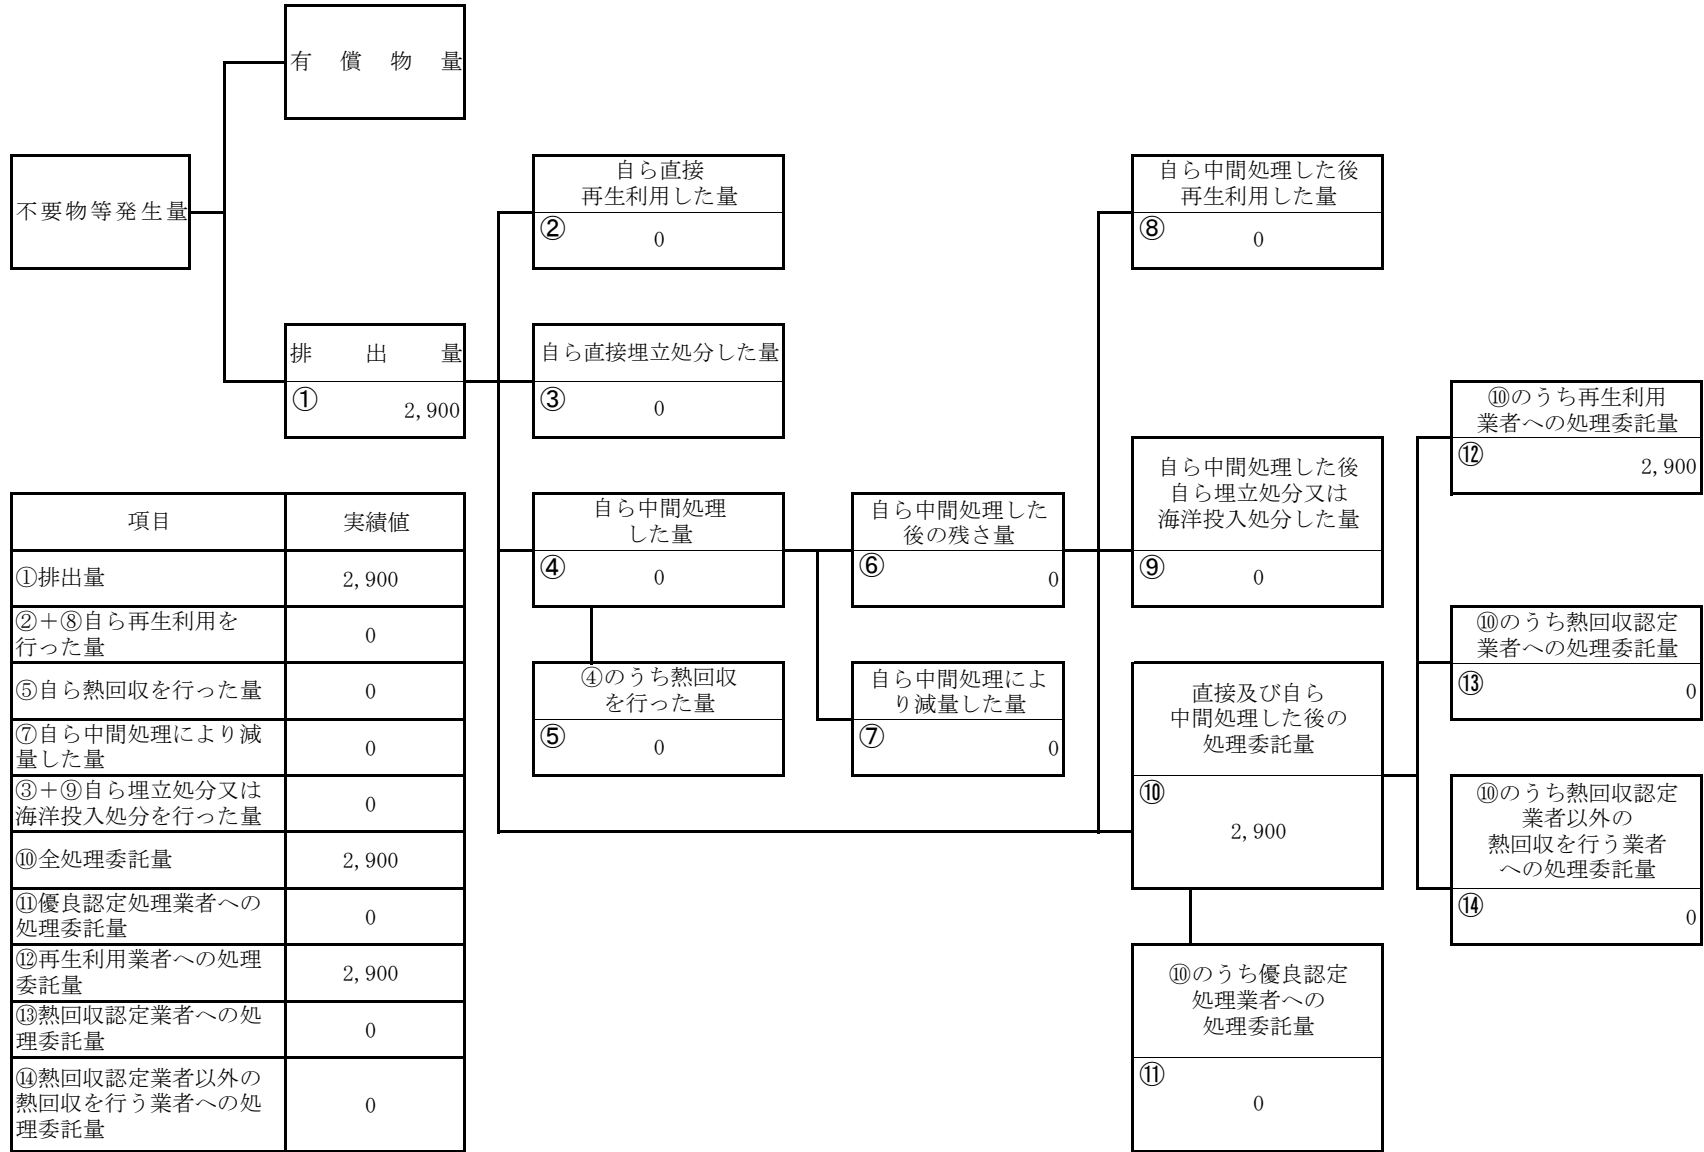 有償物量
不要物等発生量
排出量
① 2,900
自ら直接
再生利用した量
② 0
自ら直接埋立処分した量
③ 0
自ら中間処理
した量
④ 0
④のうち熱回収
を行った量
⑤ 0
自ら中間処理した
後の残さ量
⑥ 0
自ら中間処理によ
り減量した量
⑦ 0
自ら中間処理した後
再生利用した量
⑧ 0
自ら中間処理した後
自ら埋立処分又は
海洋投入処分した量
⑨ 0
直接及び自ら
中間処理した後の
処理委託量
⑩
2,900
⑩のうち優良認定
処理業者への
処理委託量
⑪
0
⑩のうち再生利用
業者への処理委託量
⑫ 2,900
⑩のうち熱回収認定
業者への処理委託量
⑬ 0
⑩のうち熱回収認定
業者以外の
熱回収を行う業者
への処理委託量
⑭ 0
項目 実績値
①排出量 2,900
②+⑧自ら再生利用を
行った量 0
⑤自ら熱回収を行った量 0
⑦自ら中間処理により減
量した量 0
③+⑨自ら埋立処分又は
海洋投入処分を行った量 0
⑩全処理委託量 2,900
⑪優良認定処理業者への
処理委託量 0
⑫再生利用業者への処理
委託量 2,900
⑬熱回収認定業者への処
理委託量 0
⑭熱回収認定業者以外の
熱回収を行う業者への処
理委託量 0